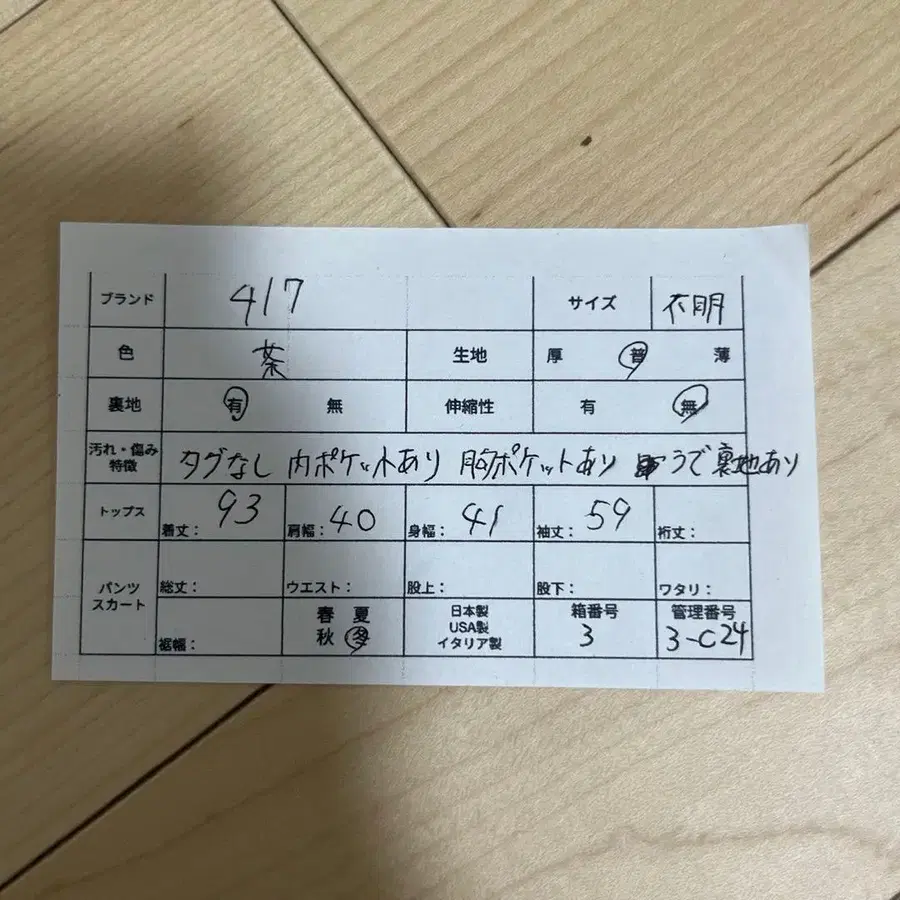 ブランド 417 サイズ
色 茶 生地 厚 普 薄
裏地 有 無 伸縮性 有 無
汚れ・傷み
特徴
タグなし 内ポケットあり 胸ポケットあり うで裏地あり
トップス 着丈: 93 肩幅: 40 身幅: 41 袖丈: 59 裄丈:
パンツ
スカート
総丈: ウエスト: 股上: 股下: ワタリ:
裾幅:
春 夏
秋 冬
日本製
USA製
イタリア製
箱番号
3
管理番号
3-C24